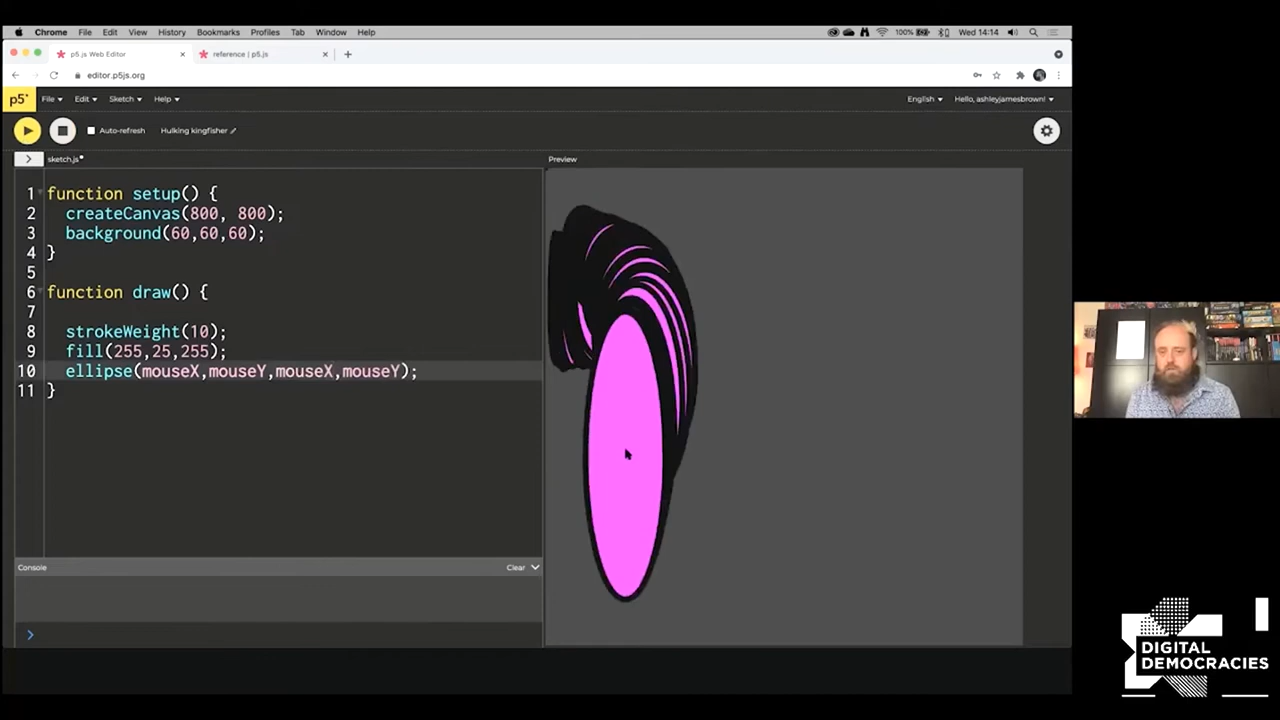 Chrome File Edit View History Bookmarks Profiles Tab Window Help 100% Wed 14:14
p5.js Web Editor reference | p5.js
editor.p5js.org
p5* File Edit Sketch Help English Hello, ashleyjamesbrown!
Auto-refresh Hulking kingfisher
sketch.js Preview
1 function setup() {
2 createCanvas(800, 800);
3 background(60,60,60);
4 }
5
6 function draw() {
7
8 strokeWeight(10);
9 fill(255,25,255);
10 ellipse(mouseX,mouseY,mouseX,mouseY);
11 }
Console Clear
DIGITAL
DEMOCRACIES